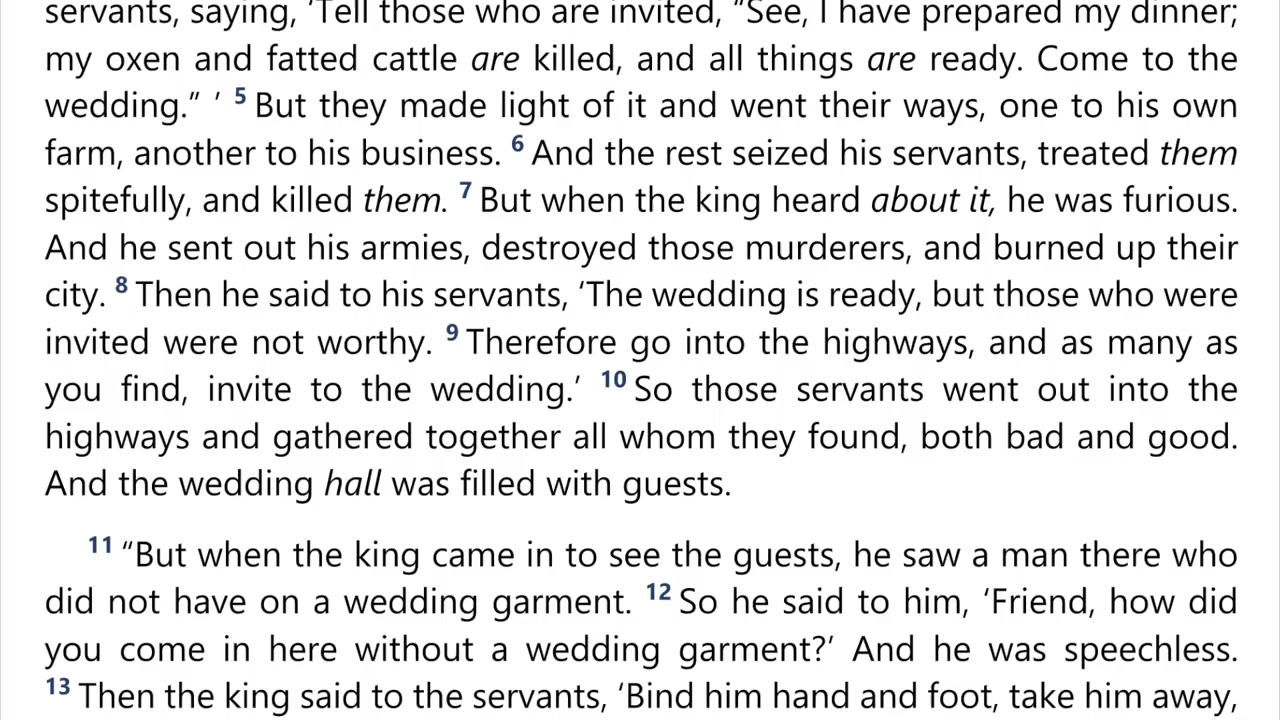 servants, saying, ‘Tell those who are invited, “See, I have prepared my dinner;
my oxen and fatted cattle are killed, and all things are ready. Come to the
wedding.” ’ 5 But they made light of it and went their ways, one to his own
farm, another to his business. 6 And the rest seized his servants, treated them
spitefully, and killed them. 7 But when the king heard about it, he was furious.
And he sent out his armies, destroyed those murderers, and burned up their
city. 8 Then he said to his servants, ‘The wedding is ready, but those who were
invited were not worthy. 9 Therefore go into the highways, and as many as
you find, invite to the wedding.’ 10 So those servants went out into the
highways and gathered together all whom they found, both bad and good.
And the wedding hall was filled with guests.
11 “But when the king came in to see the guests, he saw a man there who
did not have on a wedding garment. 12 So he said to him, ‘Friend, how did
you come in here without a wedding garment?’ And he was speechless.
13 Then the king said to the servants, ‘Bind him hand and foot, take him away,